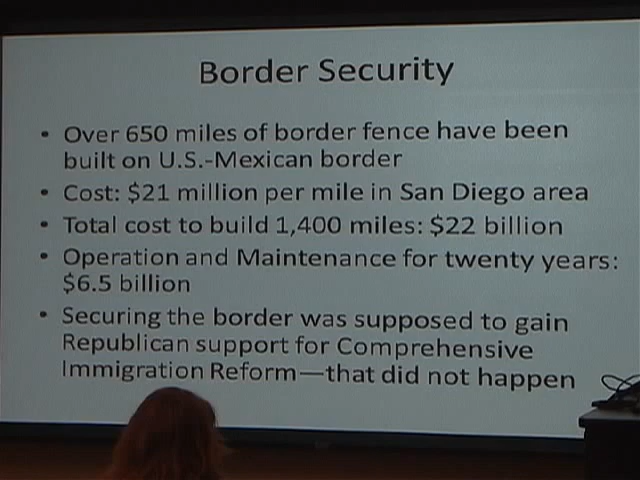 Border Security
• Over 650 miles of border fence have been
built on U.S.-Mexican border
• Cost: $21 million per mile in San Diego area
• Total cost to build 1,400 miles: $22 billion
• Operation and Maintenance for twenty years:
$6.5 billion
• Securing the border was supposed to gain
Republican support for Comprehensive
Immigration Reform—that did not happen